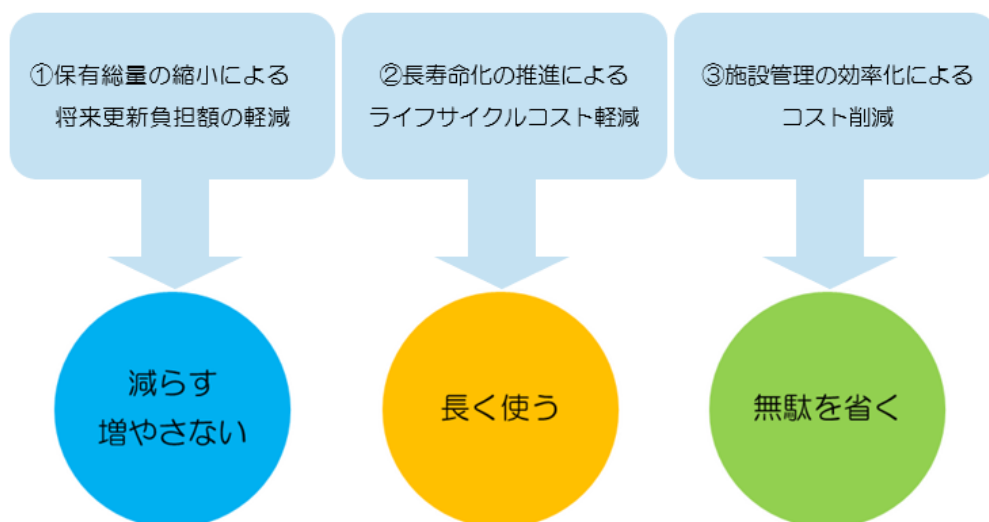 ①保有総量の縮小による
将来更新負担額の軽減
②長寿命化の推進による
ライフサイクルコスト軽減
③施設管理の効率化による
コスト削減
減らす
増やさない
長く使う
無駄を省く